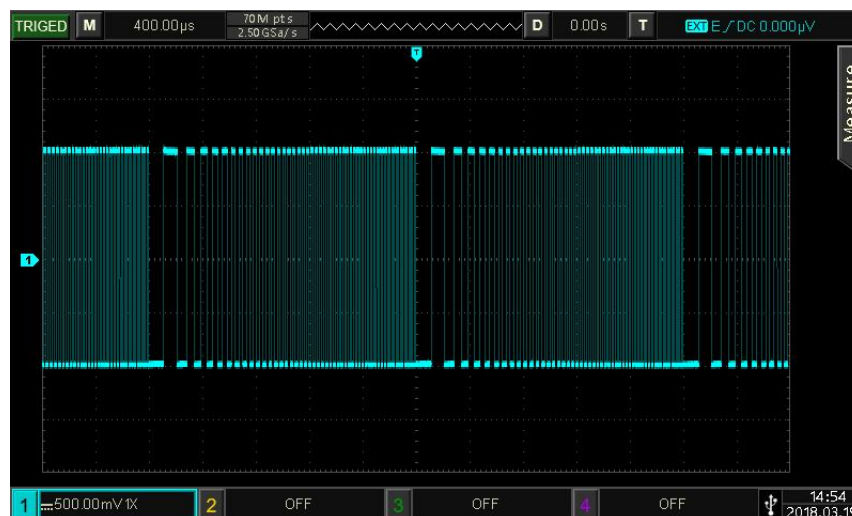 TRIGED M 400.00μs 70M pts D 0.00s T EXT E DC 0.000μV
2.50GSa/s
T
Measure
1
1 500.00mV 1X 2 OFF 3 OFF 4 OFF 14:54
2018.03.19